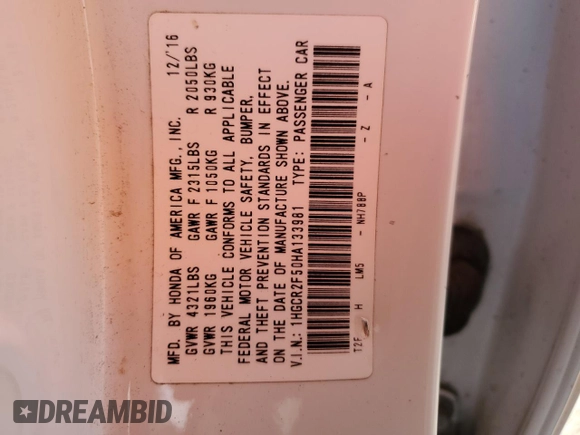 MFD. BY HONDA OF AMERICA MFG., INC. 12/'16
GVWR 4321LBS GAWR F 2315LBS R 2050LBS
GVWR 1960KG GAWR F 1050KG R 930KG
THIS VEHICLE CONFORMS TO ALL APPLICABLE
FEDERAL MOTOR VEHICLE SAFETY, BUMPER,
AND THEFT PREVENTION STANDARDS IN EFFECT
ON THE DATE OF MANUFACTURE SHOWN ABOVE.
V.I.N.: 1HGCR2F50HA133981 TYPE: PASSENGER CAR
T2F H LM5 - NH788P - Z - A
DREAMBID